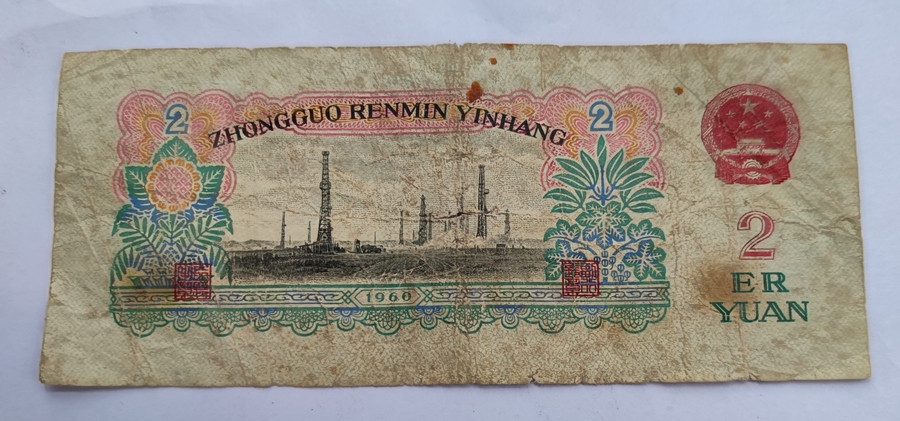 2 2
ZHONGGUO RENMIN YINHANG
1960
2
ER
YUAN